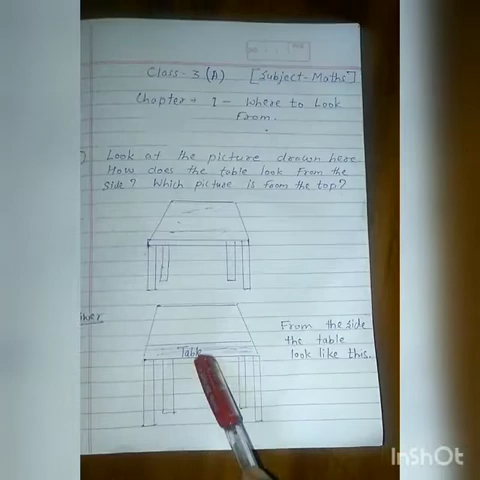 Class - 3 (A) [Subject - Maths]
Chapter → 1 - Where to Look
From.
Look at the picture drawn here
How does the table look From the
side? Which picture is from the top?
From the side
the table
look like this.
Table
InShOt